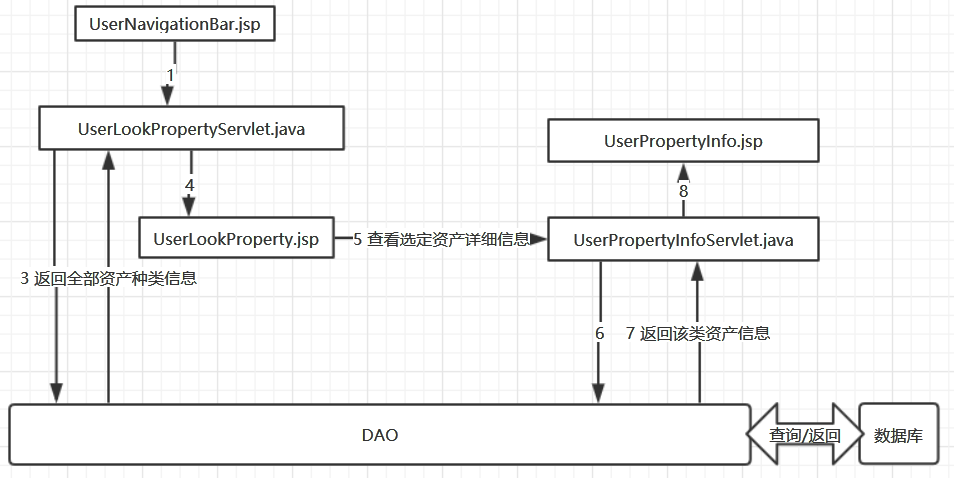 UserNavigationBar.jsp
1
UserLookPropertyServlet.java
UserPropertyInfo.jsp
4
8
UserLookProperty.jsp
5 查看选定资产详细信息
UserPropertyInfoServlet.java
3 返回全部资产种类信息
6
7 返回该类资产信息
DAO
查询/返回
数据库